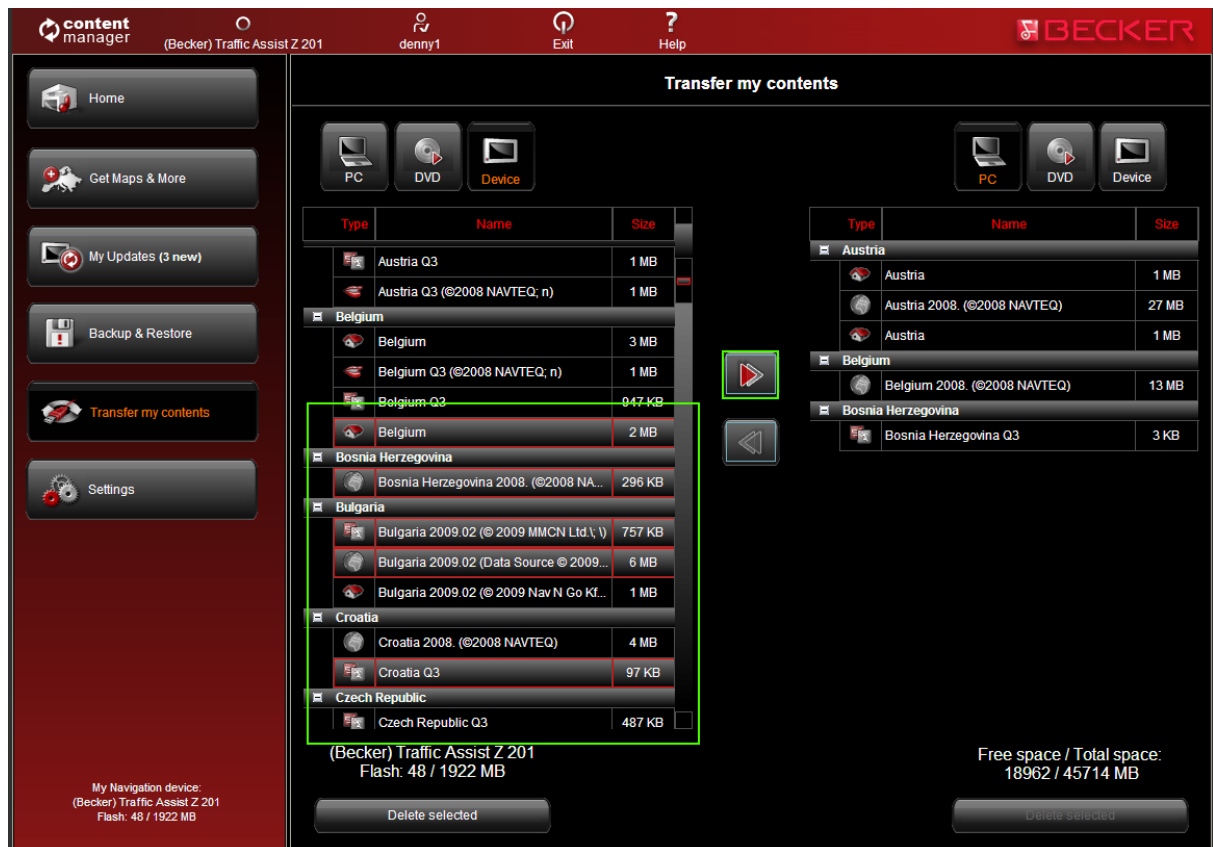 content
manager
(Becker) Traffic Assist Z 201
denny1
Exit
?
Help
BECKER
Home
Get Maps & More
My Updates (3 new)
Backup & Restore
Transfer my contents
Settings
My Navigation device:
(Becker) Traffic Assist Z 201
Flash: 48 / 1922 MB
Transfer my contents
PC DVD Device
Type Name Size
Austria Q3 1 MB
Austria Q3 (©2008 NAVTEQ; n) 1 MB
Belgium
Belgium 3 MB
Belgium Q3 (©2008 NAVTEQ; n) 1 MB
Belgium Q3 947 KB
Belgium 2 MB
Bosnia Herzegovina
Bosnia Herzegovina 2008. (©2008 NA... 296 KB
Bulgaria
Bulgaria 2009.02 (© 2009 MMCN Ltd.\; \) 757 KB
Bulgaria 2009.02 (Data Source © 2009... 6 MB
Bulgaria 2009.02 (© 2009 Nav N Go Kf... 1 MB
Croatia
Croatia 2008. (©2008 NAVTEQ) 4 MB
Croatia Q3 97 KB
Czech Republic
Czech Republic Q3 487 KB
(Becker) Traffic Assist Z 201
Flash: 48 / 1922 MB
Delete selected
PC DVD Device
Type Name Size
Austria
Austria 1 MB
Austria 2008. (©2008 NAVTEQ) 27 MB
Austria 1 MB
Belgium
Belgium 2008. (©2008 NAVTEQ) 13 MB
Bosnia Herzegovina
Bosnia Herzegovina Q3 3 KB
Free space / Total space:
18962 / 45714 MB
Delete selected